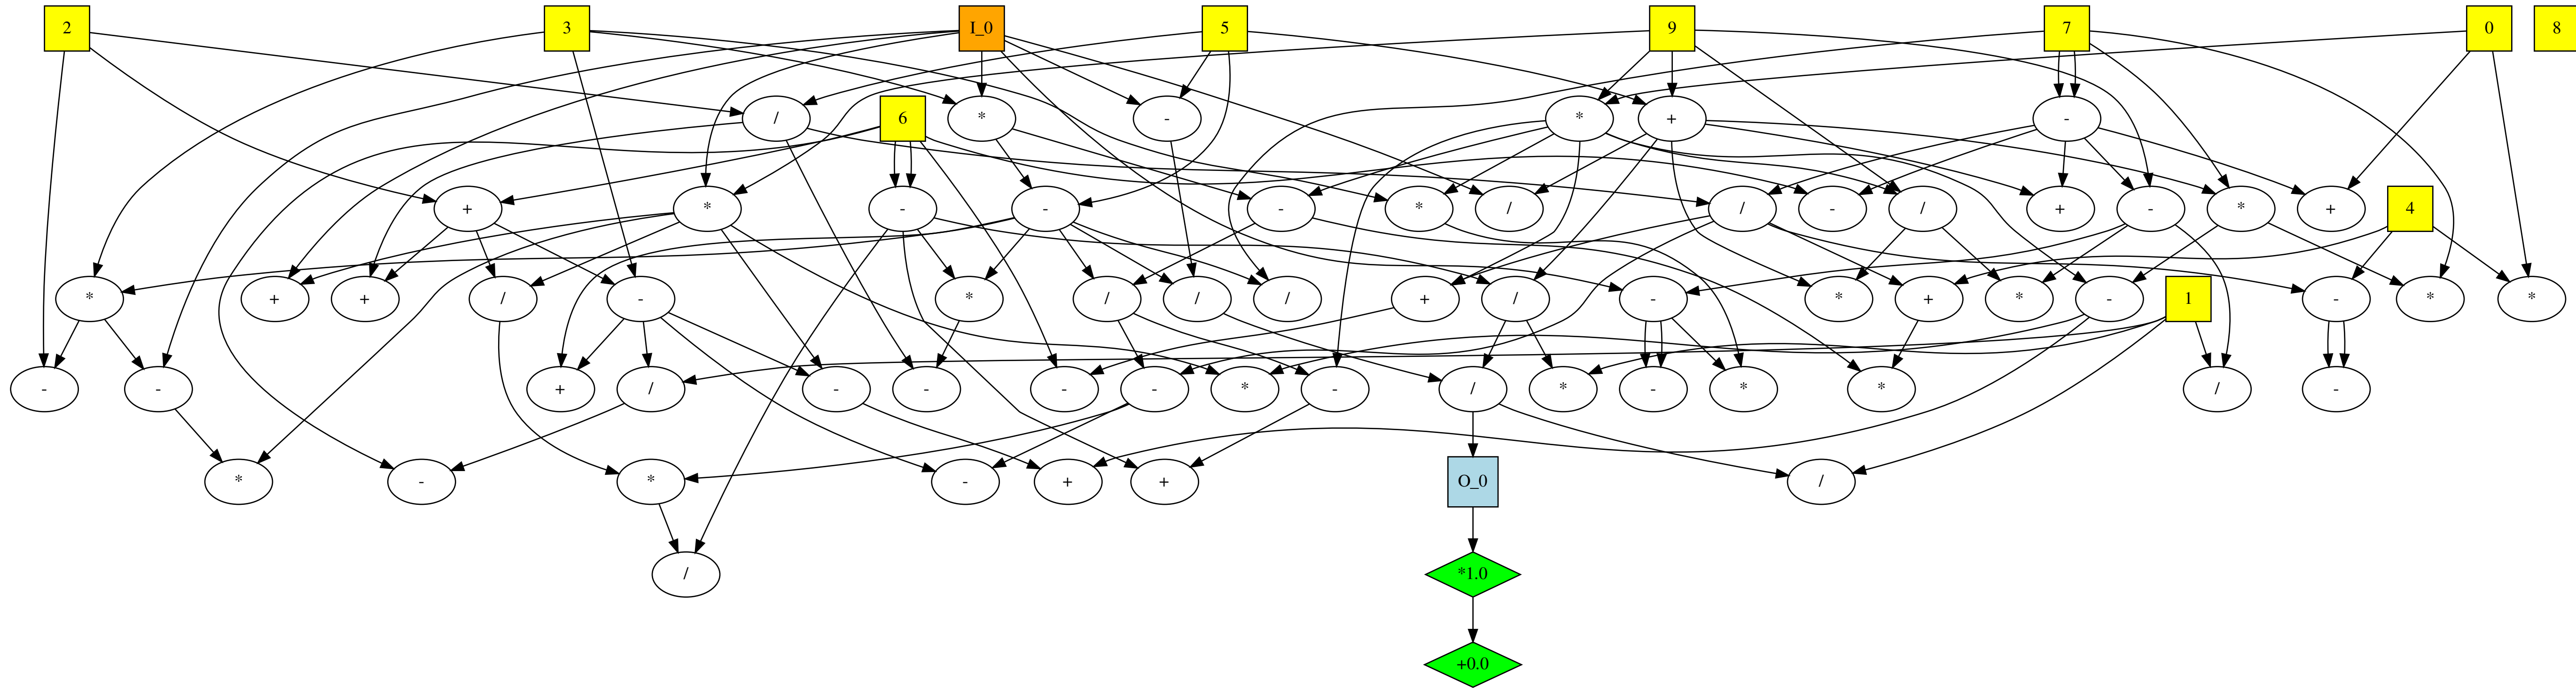 2 3 I_0 5 9 7 0 8
/ 6 * - * + -
+ * - - - * / / - / + - * + 4
* + + / - * / / / + / - * + * - 1 - * *
- - + / - - - - * - / * - * * / -
* - * - + + O_0 /
/ *1.0
+0.0